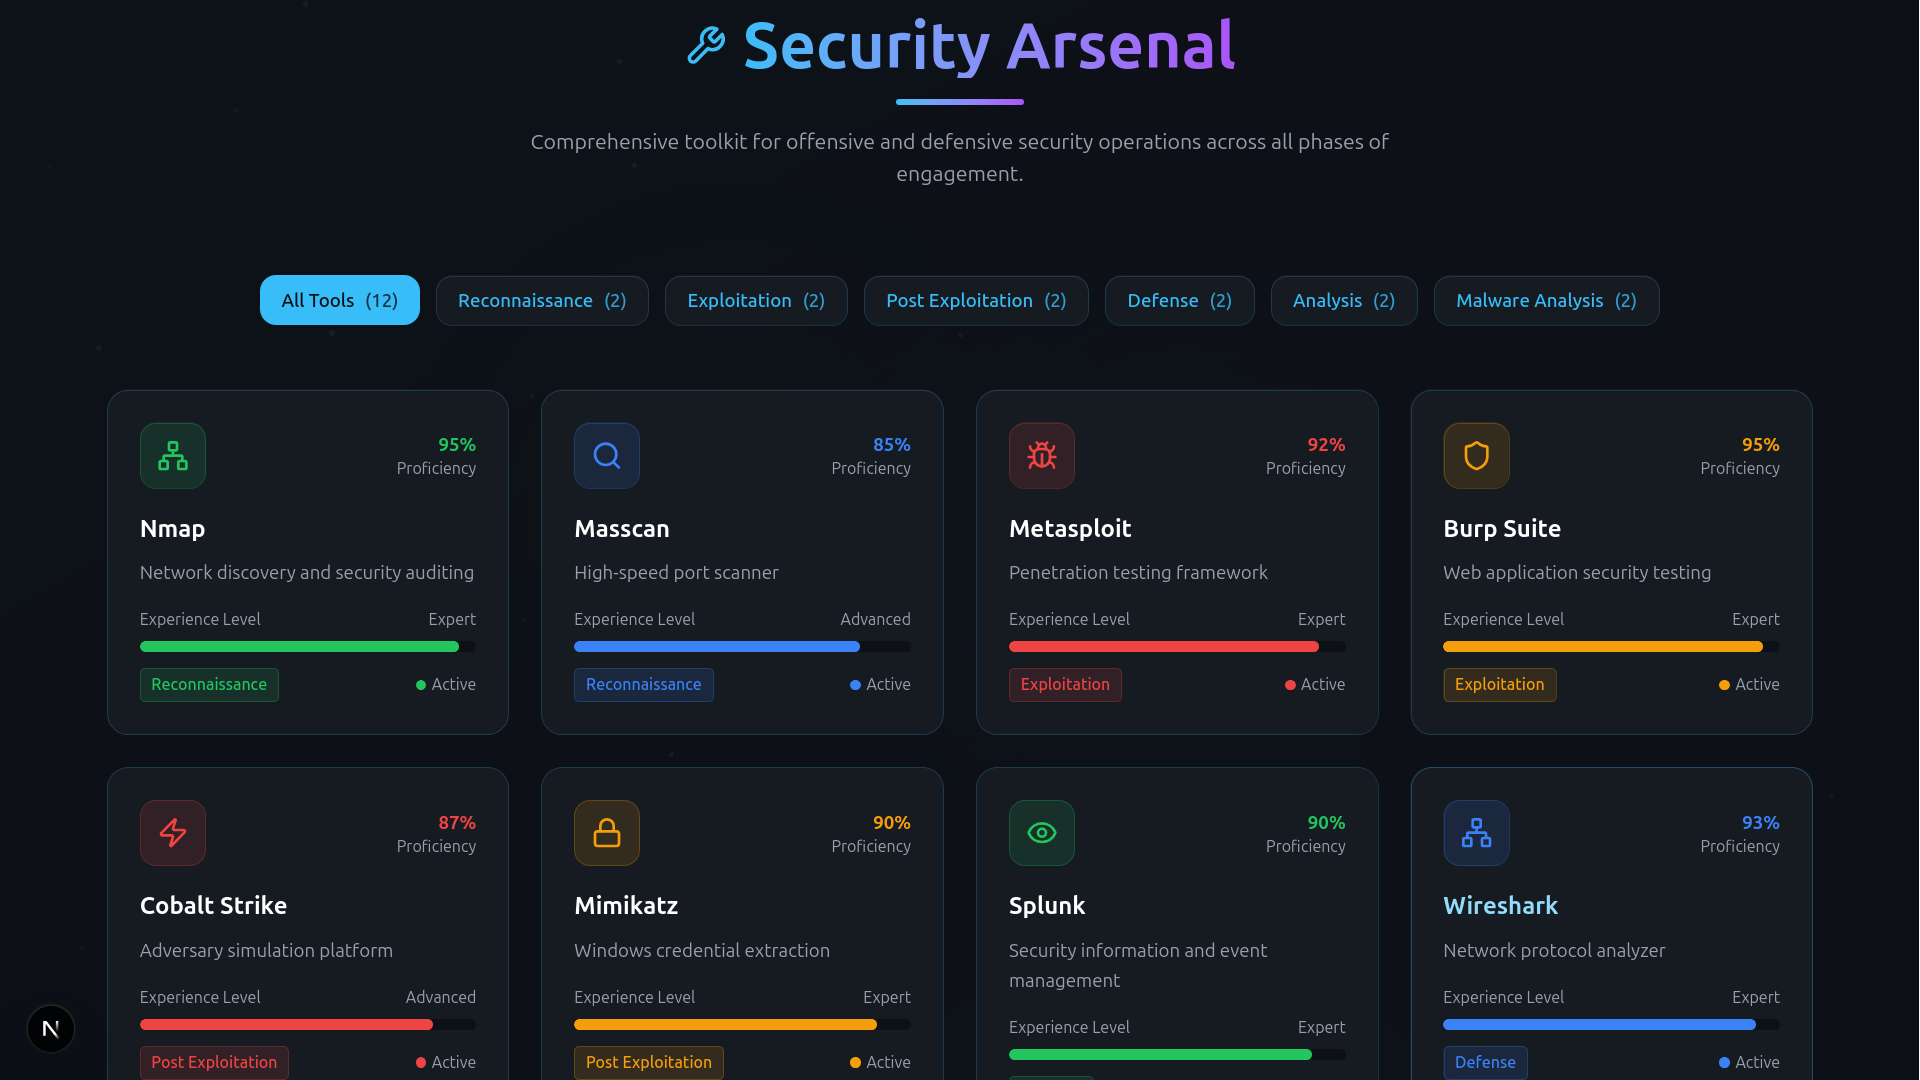 Security Arsenal
Comprehensive toolkit for offensive and defensive security operations across all phases of
engagement.
All Tools (12)
Reconnaissance (2)
Exploitation (2)
Post Exploitation (2)
Defense (2)
Analysis (2)
Malware Analysis (2)
95%
Proficiency
Nmap
Network discovery and security auditing
Experience Level Expert
Reconnaissance Active
85%
Proficiency
Masscan
High-speed port scanner
Experience Level Advanced
Reconnaissance Active
92%
Proficiency
Metasploit
Penetration testing framework
Experience Level Expert
Exploitation Active
95%
Proficiency
Burp Suite
Web application security testing
Experience Level Expert
Exploitation Active
87%
Proficiency
Cobalt Strike
Adversary simulation platform
Experience Level Advanced
Post Exploitation Active
90%
Proficiency
Mimikatz
Windows credential extraction
Experience Level Expert
Post Exploitation Active
90%
Proficiency
Splunk
Security information and event
management
Experience Level Expert
93%
Proficiency
Wireshark
Network protocol analyzer
Experience Level Expert
Defense Active
N